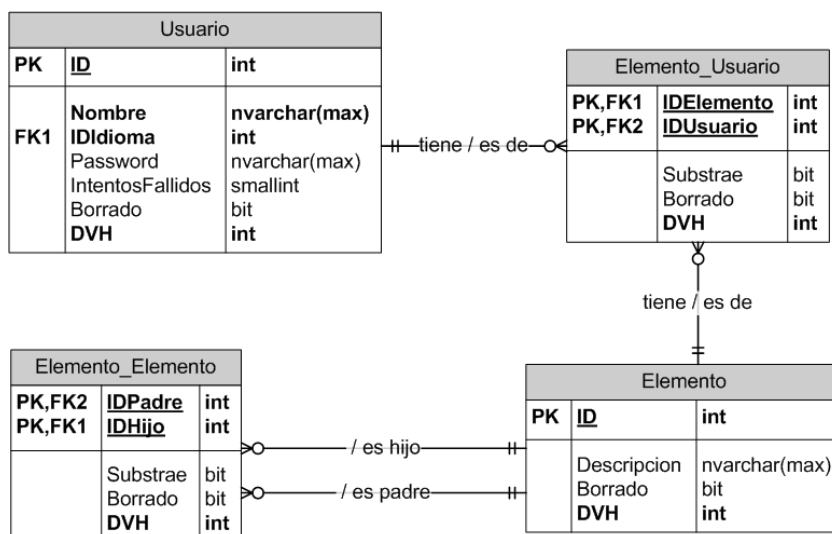 Usuario
PK ID int
Nombre nvarchar(max)
FK1 IDIdioma int
Password nvarchar(max)
IntentosFallidos smallint
Borrado bit
DVH int
tiene / es de
Elemento_Usuario
PK,FK1 IDElemento int
PK,FK2 IDUsuario int
Substrae bit
Borrado bit
DVH int
tiene / es de
Elemento_Elemento
PK,FK2 IDPadre int
PK,FK1 IDHijo int
Substrae bit
Borrado bit
DVH int
/ es hijo
/ es padre
Elemento
PK ID int
Descripcion nvarchar(max)
Borrado bit
DVH int